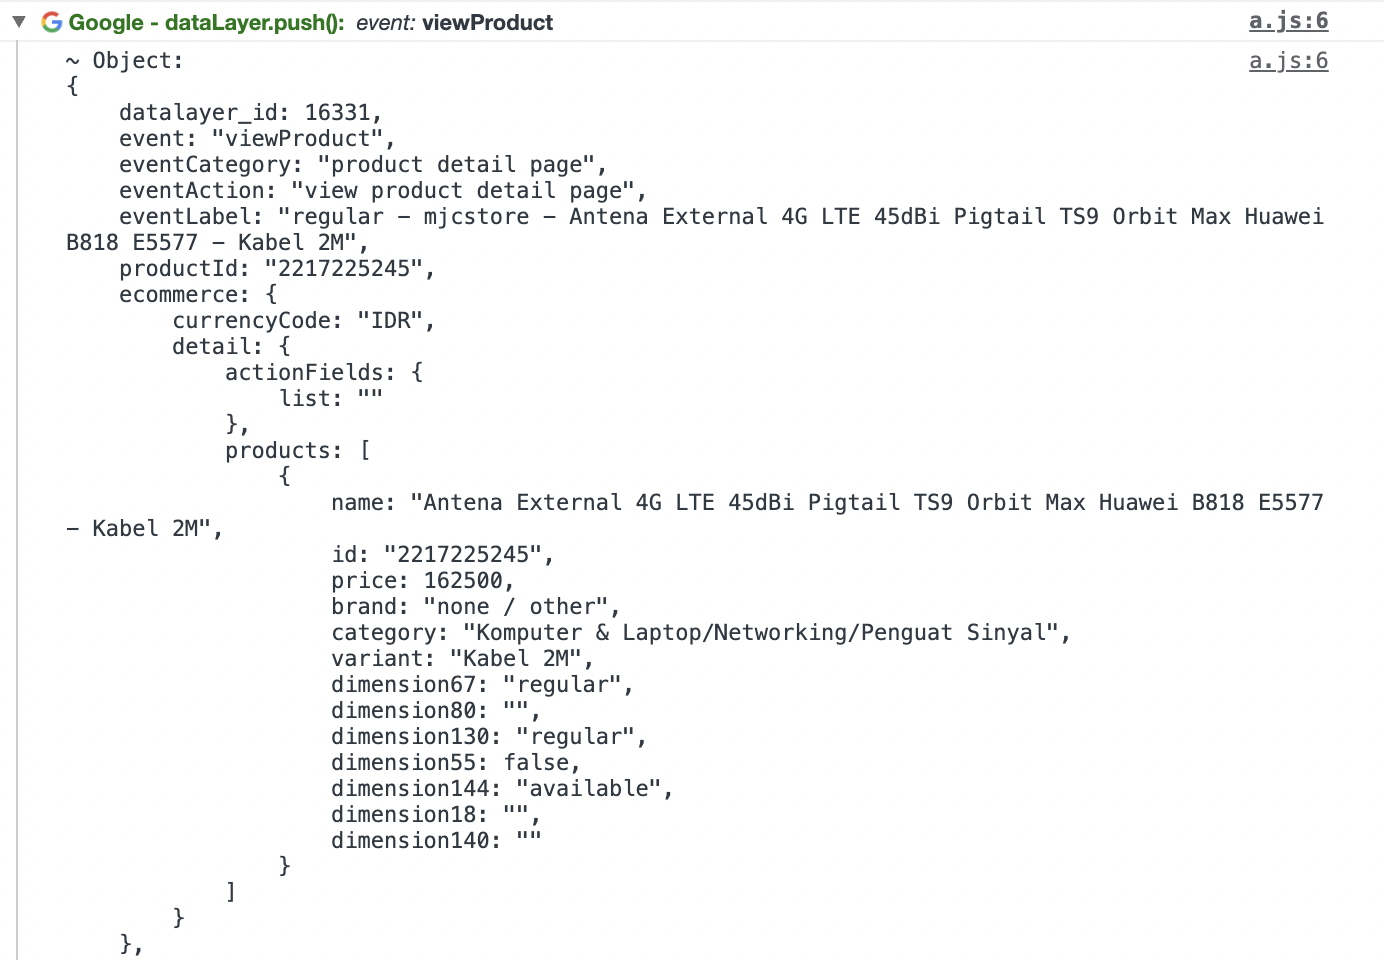 Google - dataLayer.push(): event: viewProduct a.js:6
~ Object: a.js:6
{
datalayer_id: 16331,
event: "viewProduct",
eventCategory: "product detail page",
eventAction: "view product detail page",
eventLabel: "regular – mjcstore – Antena External 4G LTE 45dBi Pigtail TS9 Orbit Max Huawei
B818 E5577 – Kabel 2M",
productId: "2217225245",
ecommerce: {
currencyCode: "IDR",
detail: {
actionFields: {
list: ""
},
products: [
{
name: "Antena External 4G LTE 45dBi Pigtail TS9 Orbit Max Huawei B818 E5577
– Kabel 2M",
id: "2217225245",
price: 162500,
brand: "none / other",
category: "Komputer & Laptop/Networking/Penguat Sinyal",
variant: "Kabel 2M",
dimension67: "regular",
dimension80: "",
dimension130: "regular",
dimension55: false,
dimension144: "available",
dimension18: "",
dimension140: ""
}
]
}
},